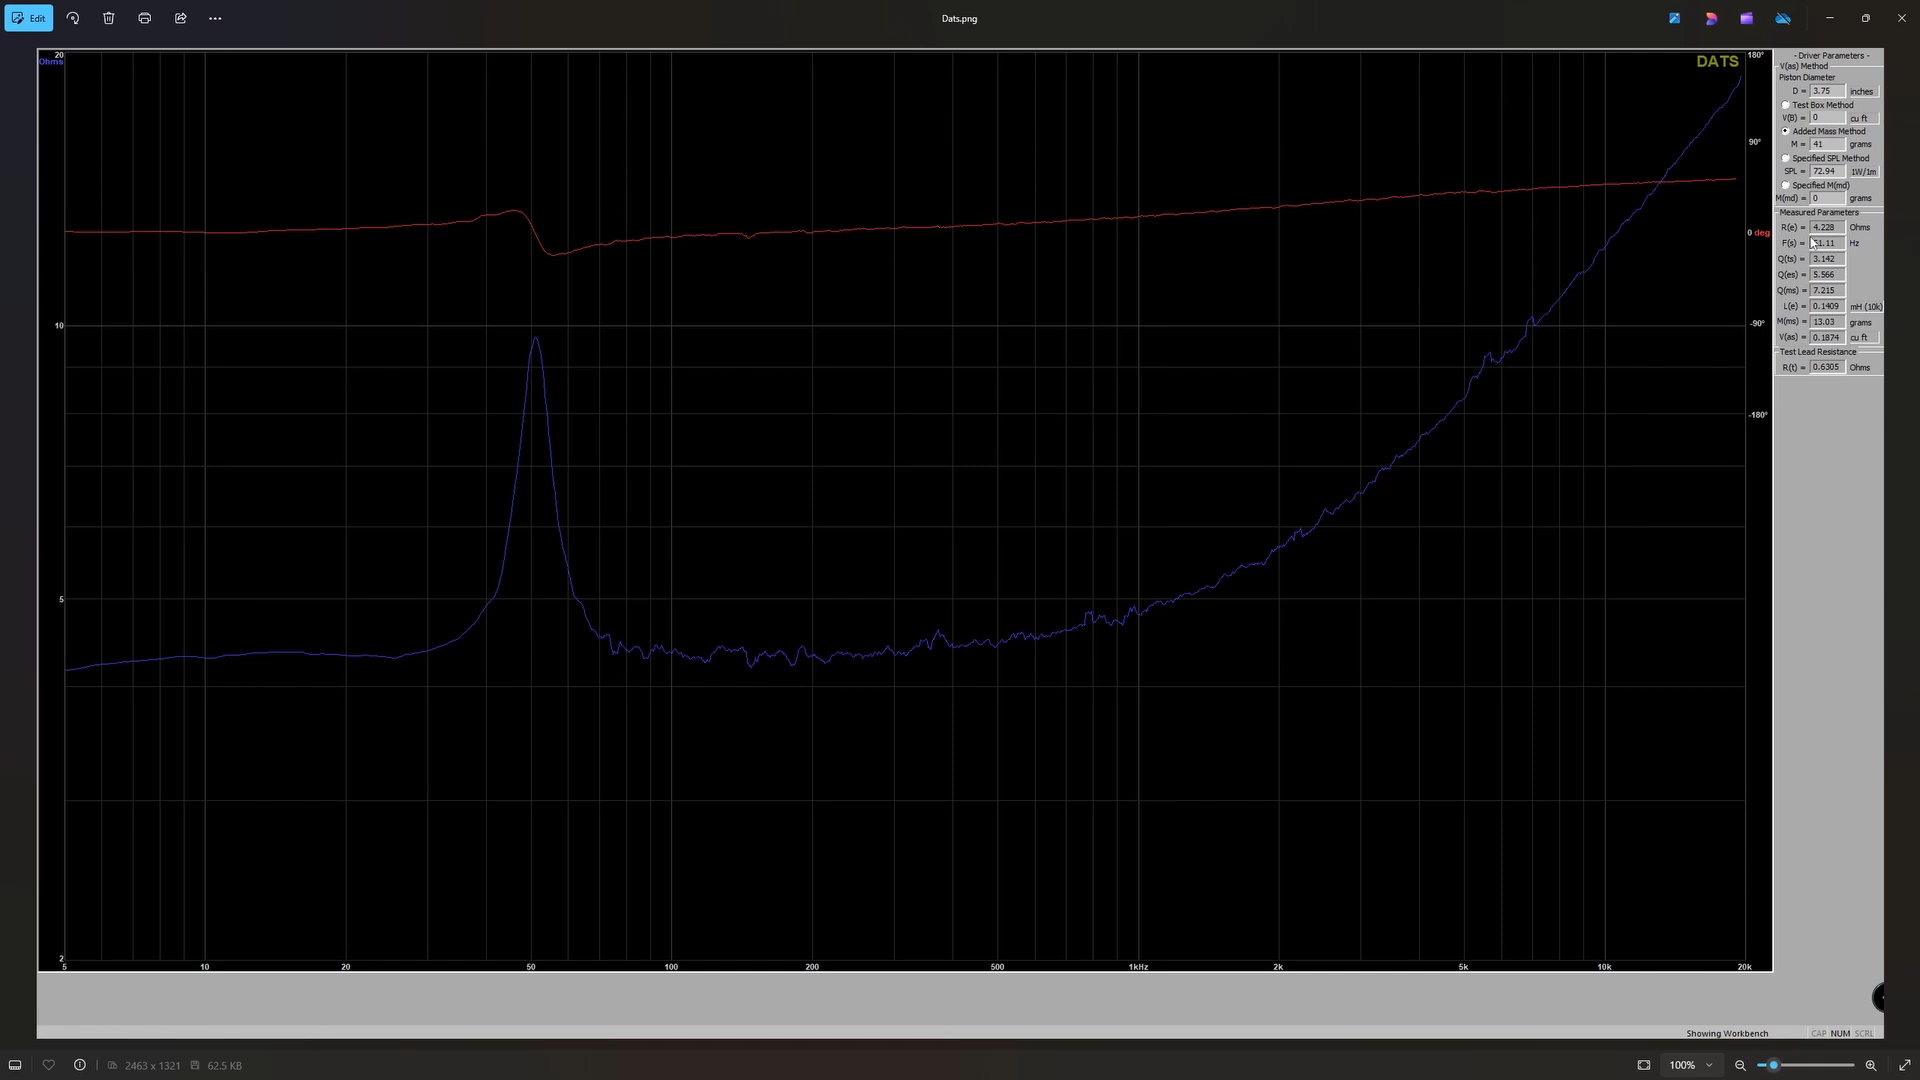 Edit
Dats.png
20
Ohms
180°
DATS
90°
0 deg
10
-90°
-180°
5
2
5 10 20 50 100 200 500 1kHz 2k 5k 10k 20k
- Driver Parameters -
V(as) Method
Piston Diameter
D = 3.75 inches
Test Box Method
V(B) = 0 cu ft
Added Mass Method
M = 41 grams
Specified SPL Method
SPL = 72.94 1W/1m
Specified M(md)
M(md) = 0 grams
Measured Parameters
R(e) = 4.228 Ohms
F(s) = 1.11 Hz
Q(ts) = 3.142
Q(es) = 5.566
Q(ms) = 7.215
L(e) = 0.1409 mH (10k)
M(ms) = 13.03 grams
V(as) = 0.1874 cu ft
Test Lead Resistance
R(t) = 0.6305 Ohms
Showing Workbench CAP NUM SCRL
2463 x 1321 62.5 KB 100%